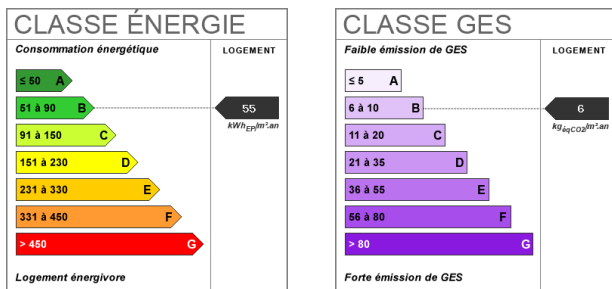 CLASSE ÉNERGIE
Consommation énergétique
LOGEMENT
≤ 50 A
51 à 90 B
55
kWhEP/m².an
91 à 150 C
151 à 230 D
231 à 330 E
331 à 450 F
> 450 G
Logement énergivore
CLASSE GES
Faible émission de GES
LOGEMENT
≤ 5 A
6 à 10 B
6
kgéqCO2/m².an
11 à 20 C
21 à 35 D
36 à 55 E
56 à 80 F
> 80 G
Forte émission de GES